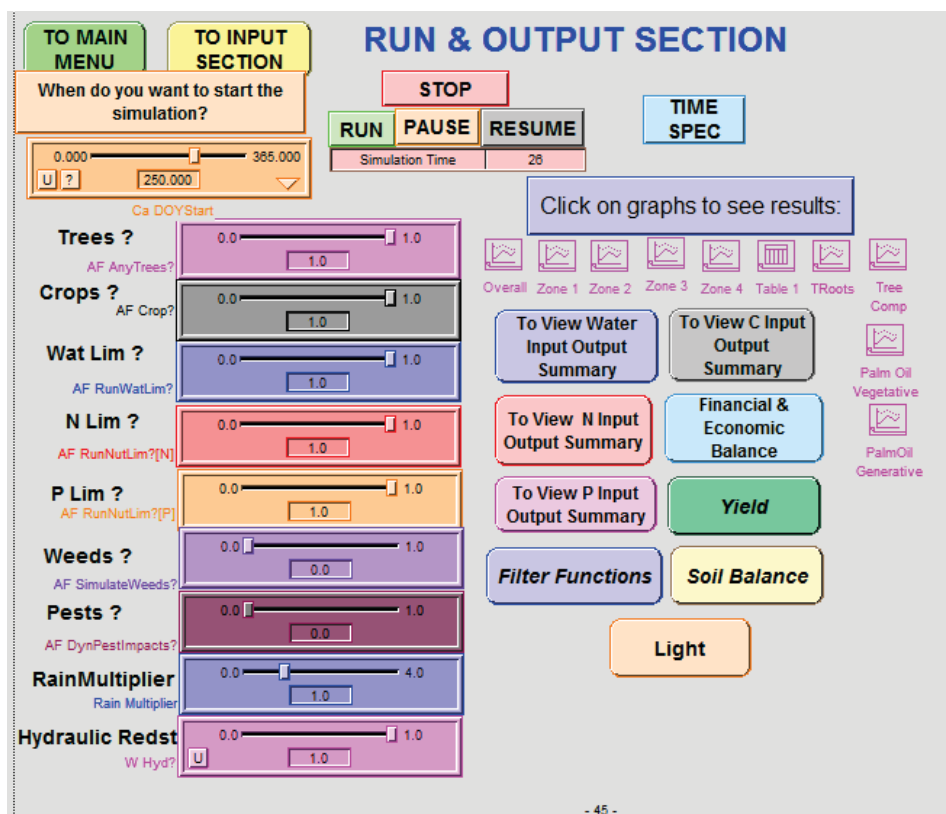 TO MAIN
MENU
TO INPUT
SECTION
RUN & OUTPUT SECTION
When do you want to start the
simulation?
STOP
RUN
PAUSE
RESUME
TIME
SPEC
Simulation Time
26
0.000
365.000
U
?
250.000
Ca DOYStart
Click on graphs to see results:
Trees ?
AF AnyTrees?
0.0
1.0
1.0
Overall
Zone 1
Zone 2
Zone 3
Zone 4
Table 1
TRoots
Tree
Comp
Crops ?
AF Crop?
0.0
1.0
1.0
To View Water
Input Output
Summary
To View C Input
Output
Summary
Palm Oil
Vegetative
Wat Lim ?
AF RunWatLim?
0.0
1.0
1.0
N Lim ?
AF RunNutLim?[N]
0.0
1.0
1.0
To View N Input
Output Summary
Financial &
Economic
Balance
PalmOil
Generative
P Lim ?
AF RunNutLim?[P]
0.0
1.0
1.0
To View P Input
Output Summary
Yield
Weeds ?
AF SimulateWeeds?
0.0
1.0
0.0
Filter Functions
Soil Balance
Pests ?
AF DynPestImpacts?
0.0
1.0
0.0
Light
RainMultiplier
Rain Multiplier
0.0
4.0
1.0
Hydraulic Redst
W Hyd?
0.0
1.0
U
1.0
- 45 -